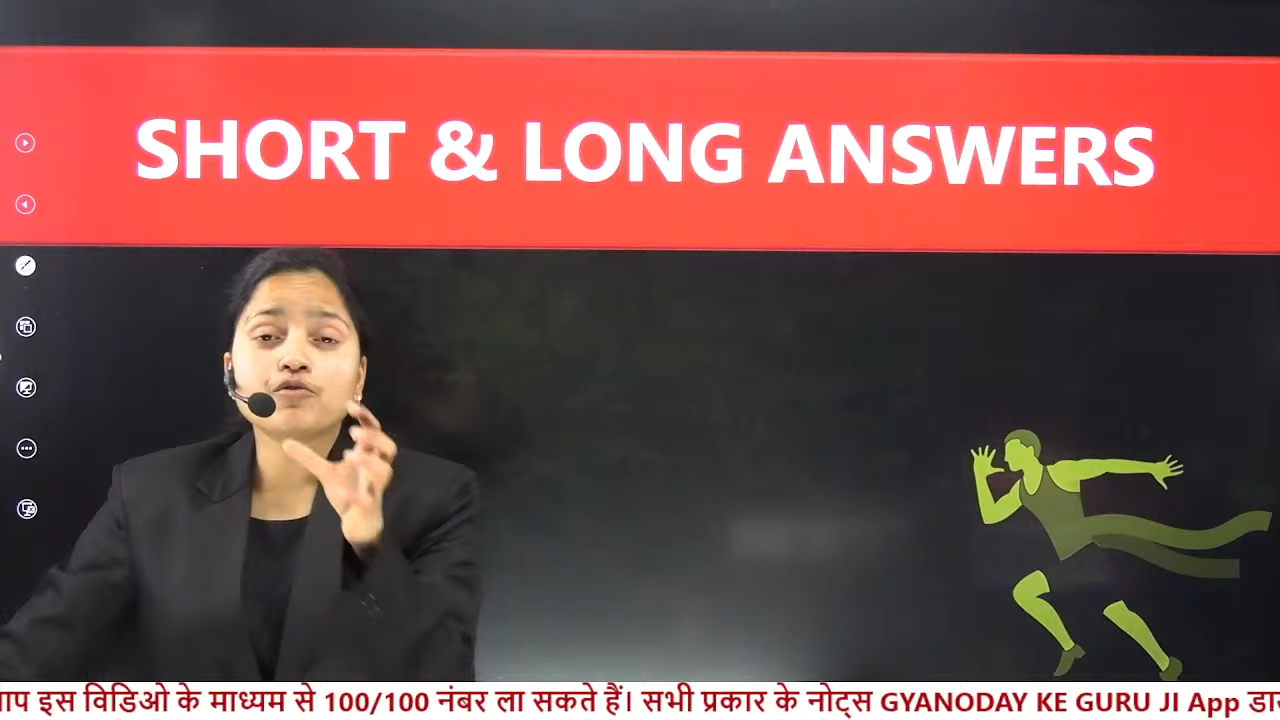 SHORT & LONG ANSWERS
इस विडिओ के माध्यम से 100/100 नंबर ला सकते हैं। सभी प्रकार के नोट्स GYANODAY KE GURU JI App